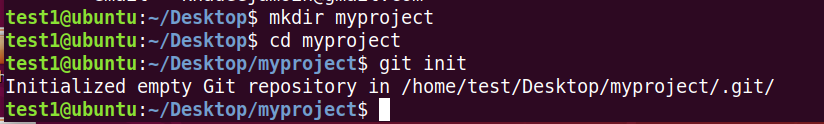 test1@ubuntu:~/Desktop$ mkdir myproject
test1@ubuntu:~/Desktop$ cd myproject
test1@ubuntu:~/Desktop/myproject$ git init
Initialized empty Git repository in /home/test/Desktop/myproject/.git/
test1@ubuntu:~/Desktop/myproject$